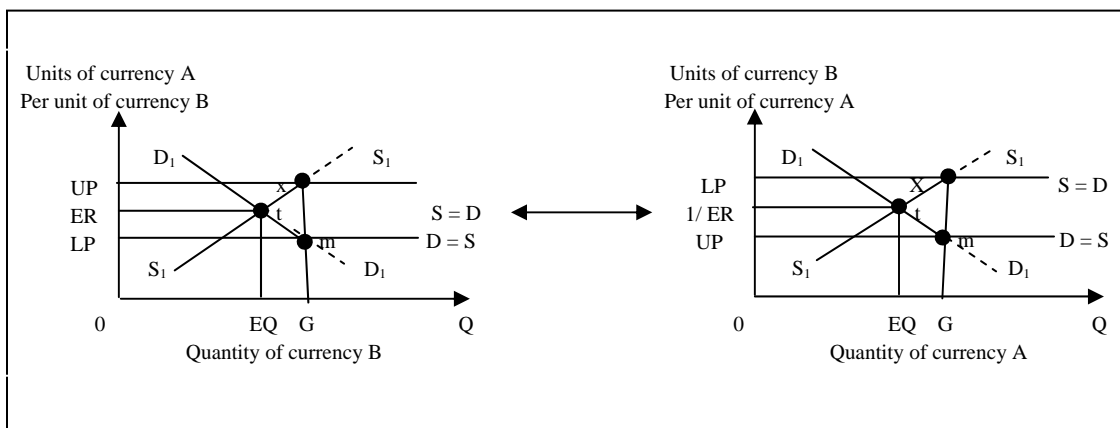 Units of currency A
Per unit of currency B
D1
S1
UP
x
ER
t
S = D
LP
m
D = S
S1
D1
0
EQ
G
Q
Quantity of currency B
Units of currency B
Per unit of currency A
D1
S1
LP
X
S = D
1/ ER
t
UP
m
D = S
S1
D1
0
EQ
G
Q
Quantity of currency A